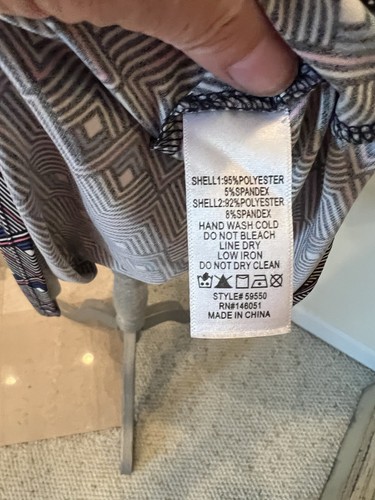 SHELL1:95%POLYESTER
5%SPANDEX
SHELL2:92%POLYESTER
8%SPANDEX
HAND WASH COLD
DO NOT BLEACH
LINE DRY
LOW IRON
DO NOT DRY CLEAN
STYLE# 59550
RN#146051
MADE IN CHINA